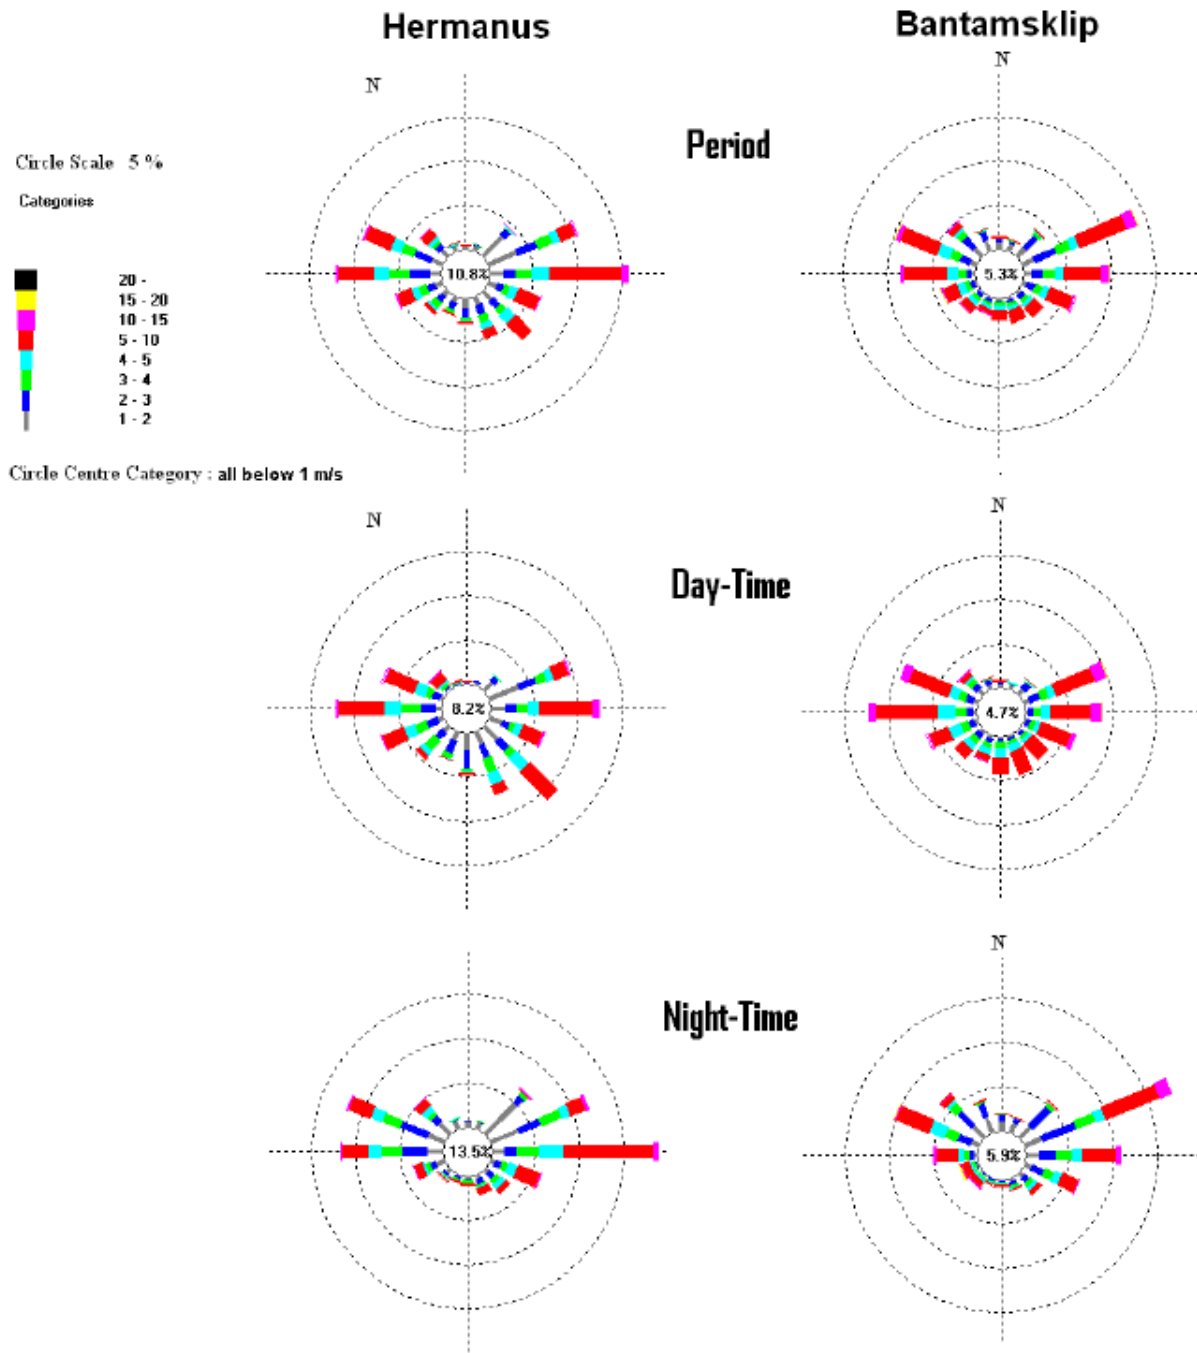 Hermanus
Bantamsklip
N
N
Period
Circle Scale 5 %
Categories
10.8%
5.3%
20 -
15 - 20
10 - 15
5 - 10
4 - 5
3 - 4
2 - 3
1 - 2
Circle Centre Category : all below 1 m/s
N
N
Day-Time
8.2%
4.7%
N
Night-Time
13.5%
5.9%